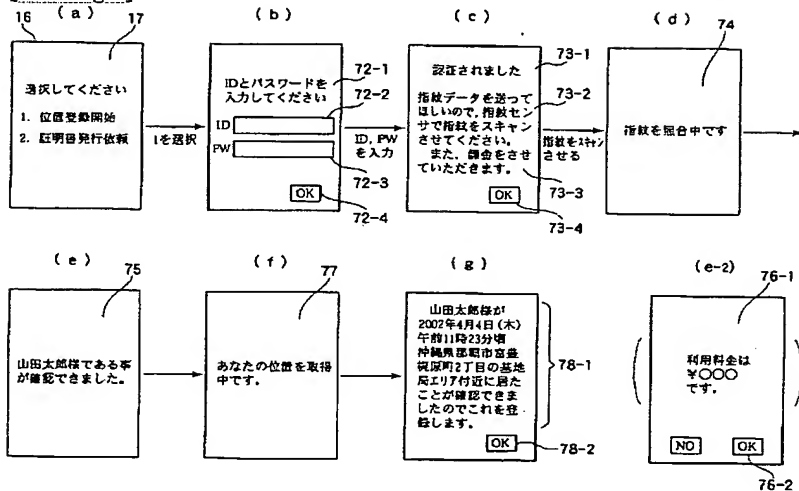 (a)
16
17
選択してください
1. 位置登録開始
2. 証明書発行依頼
1を選択
(b)
72-1
IDとパスワードを
入力してください
72-2
ID
PW
72-3
OK
72-4
ID, PW
を入力
(c)
73-1
認証されました
73-2
指紋データを送って
ほしいので、指紋セン
サで指紋をスキャン
させてください。
また、課金をさせ
ていただきます。
73-3
OK
73-4
指紋をスキャン
させる
(d)
74
指紋を照合中です
(e)
75
山田太郎様である事
が確認できました。
(f)
77
あなたの位置を取得
中です。
(g)
山田太郎様が
2002年4月4日(木)
午前11時23分頃
沖縄県那覇市
2丁目の基地
局エリア付近に居た
ことが確認できま
したのでこれを登
録します。
78-1
OK
78-2
(e-2)
76-1
利用料金は
¥〇〇〇
です。
NO
OK
76-2